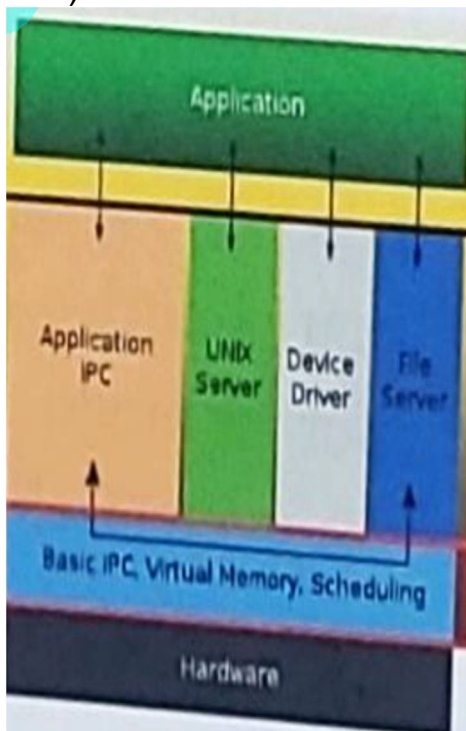 Application
Application
IPC
UNIX
Server
Device
Driver
File
Server
Basic IPC, Virtual Memory, Scheduling
Hardware